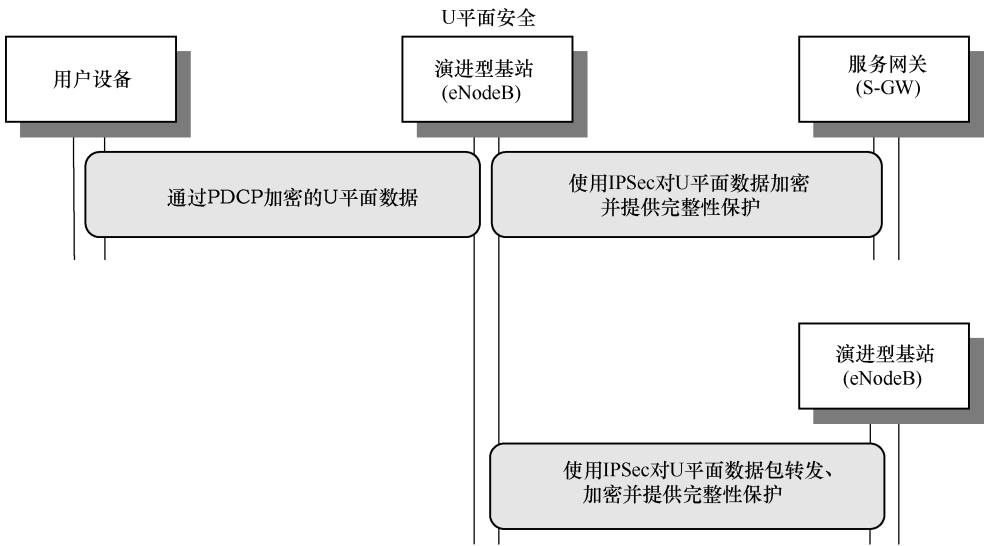 U平面安全
用户设备
演进型基站
(eNodeB)
服务网关
(S-GW)
通过PDCP加密的U平面数据
使用IPSec对U平面数据加密
并提供完整性保护
演进型基站
(eNodeB)
使用IPSec对U平面数据包转发、
加密并提供完整性保护